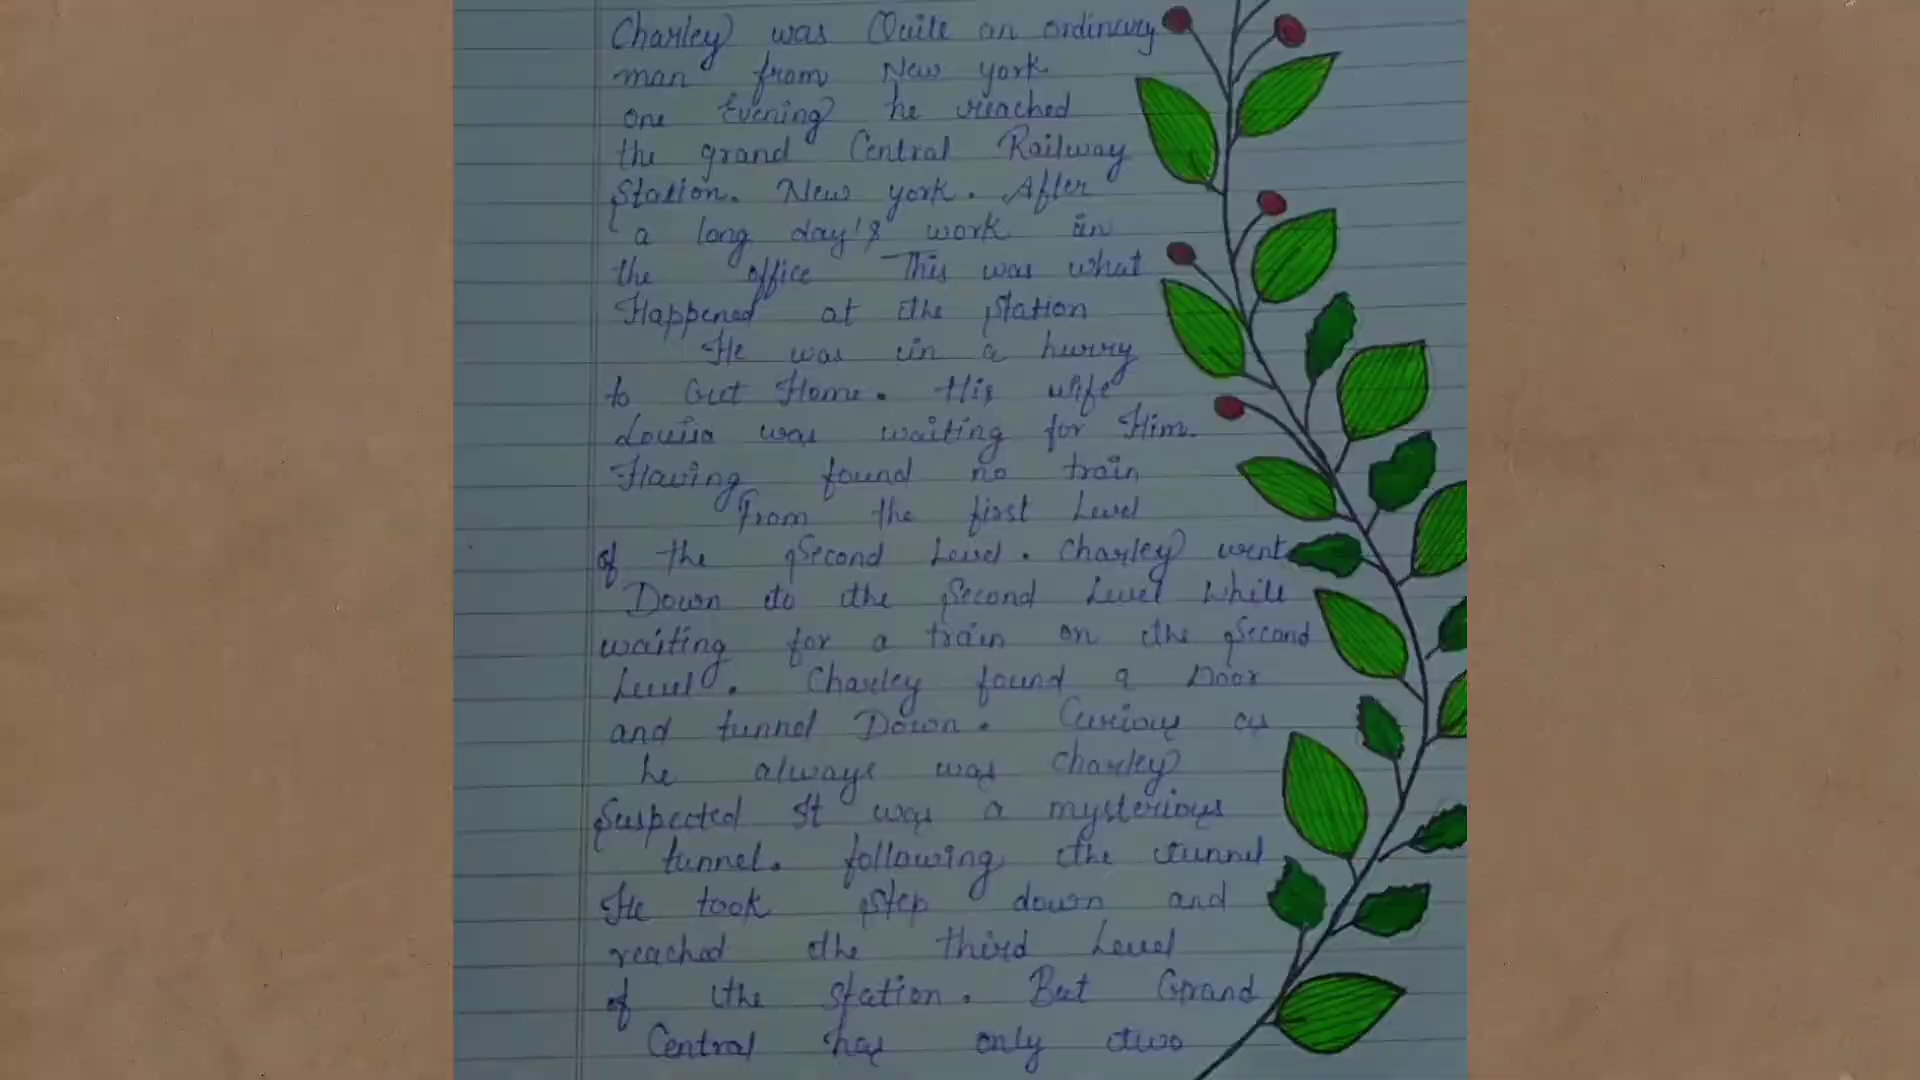 Charley was Quite an ordinary
man from New york
one Evening he reached
the grand Central Railway
Station. New york. After
a long day's work in
the office This was what
Happened at the station
He was in a hurry
to Get Home. His wife
Louisa was waiting for Him.
Having found no train
From the first Level
of the Second Level. Charley went
Down to the Second Level While
waiting for a train on the Second
Level. Charley found a Door
and tunnel Down. Curious as
he always was Charley
Suspected It was a mysterious
tunnel. following the tunnel
He took step down and
reached the third Level
of the station. But Grand
Central has only two